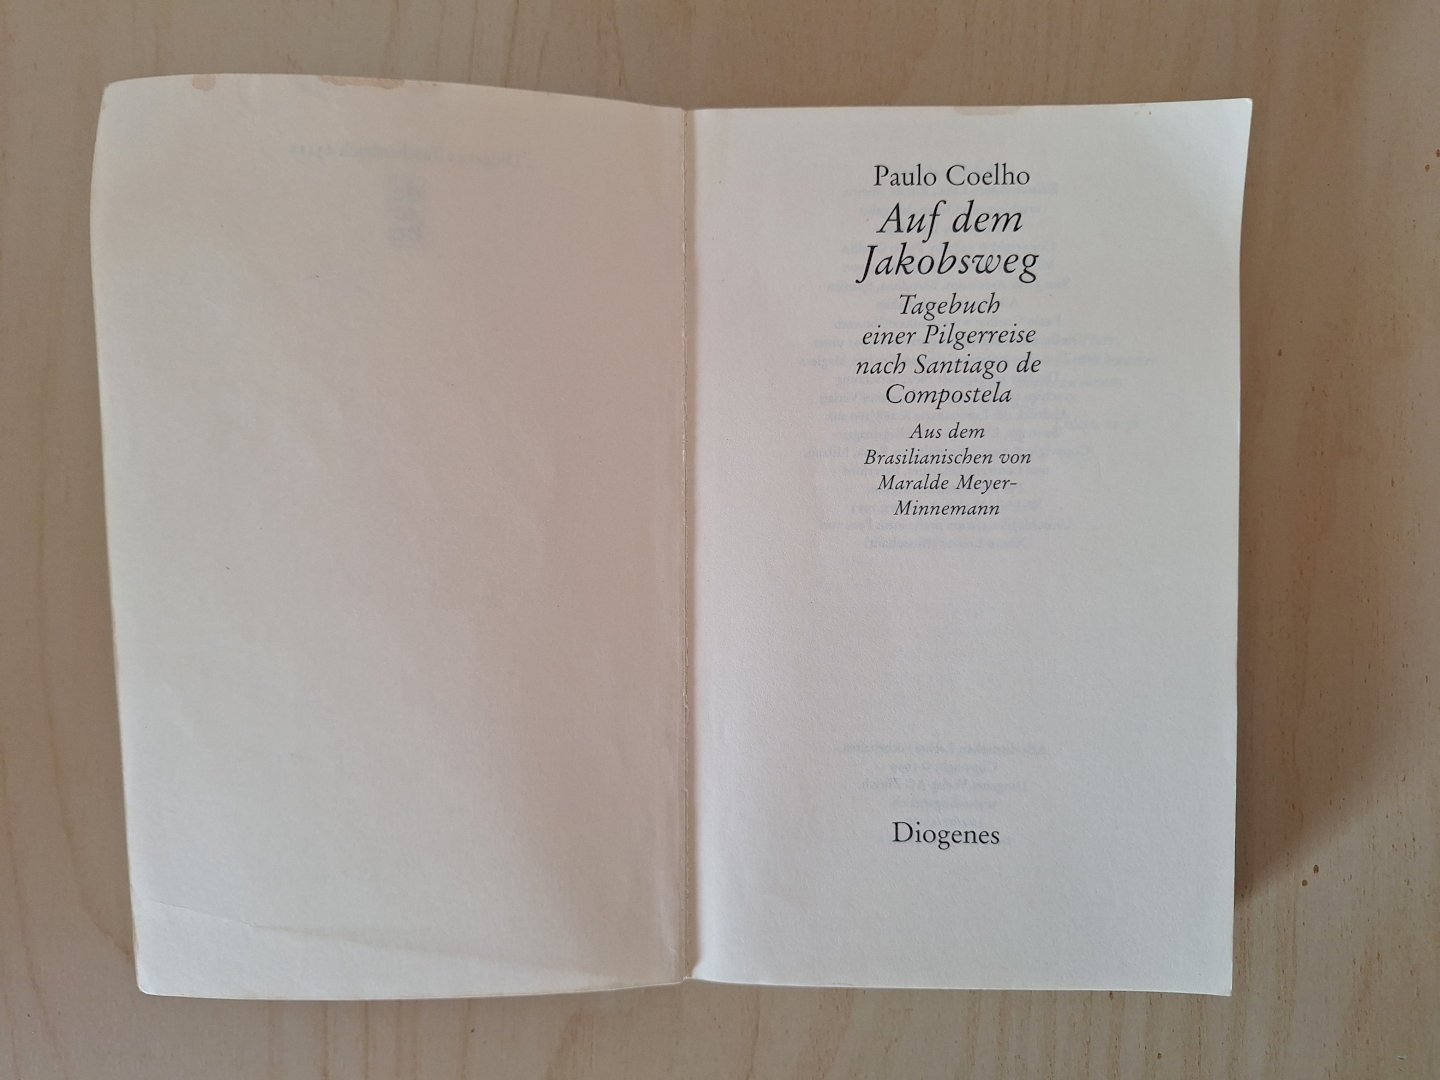 Paulo Coelho
Auf dem
Jakobsweg
Tagebuch
einer Pilgerreise
nach Santiago de
Compostela
Aus dem
Brasilianischen von
Maralde Meyer-
Minnemann
Diogenes